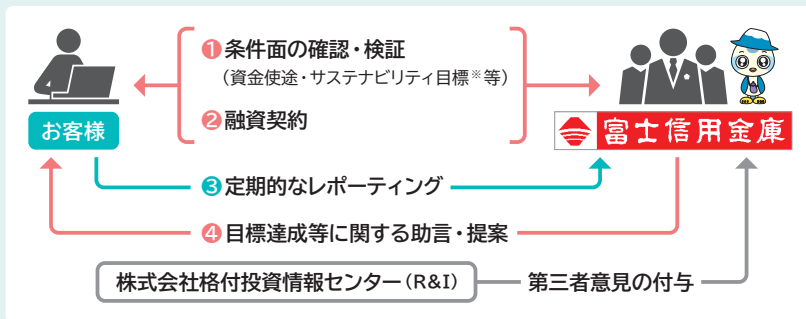 ❶条件面の確認・検証
（資金使途・サステナビリティ目標※等）
❷融資契約
お客様
富士信用金庫
❸定期的なレポーティング
❹目標達成等に関する助言・提案
株式会社格付投資情報センター（R&I）
第三者意見の付与